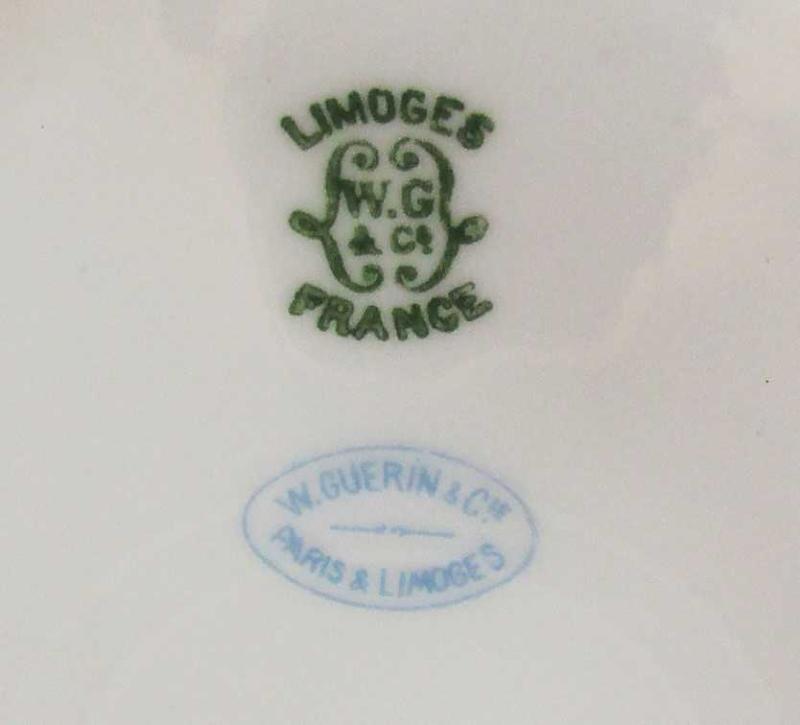 LIMOGES
W.G
& Cº
FRANCE
W. GUERIN & Cie
PARIS & LIMOGES